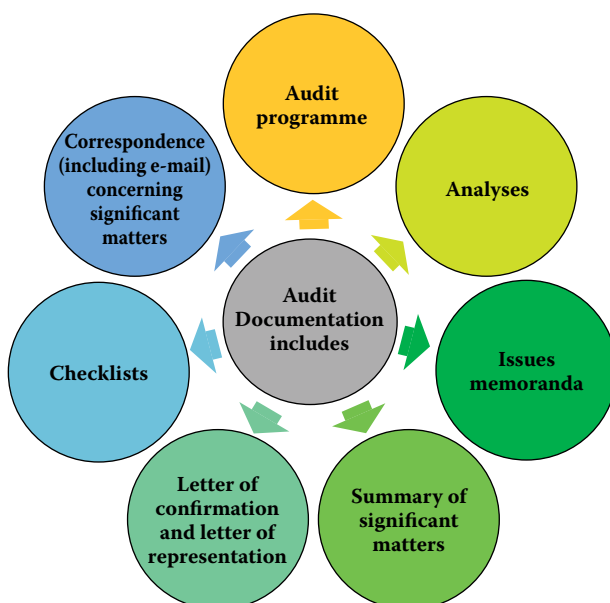 Audit
programme
Analyses
Issues
memoranda
Summary of
significant
matters
Letter of
confirmation
and letter of
representation
Checklists
Correspondence
(including e-mail)
concerning
significant
matters
Audit
Documentation
includes